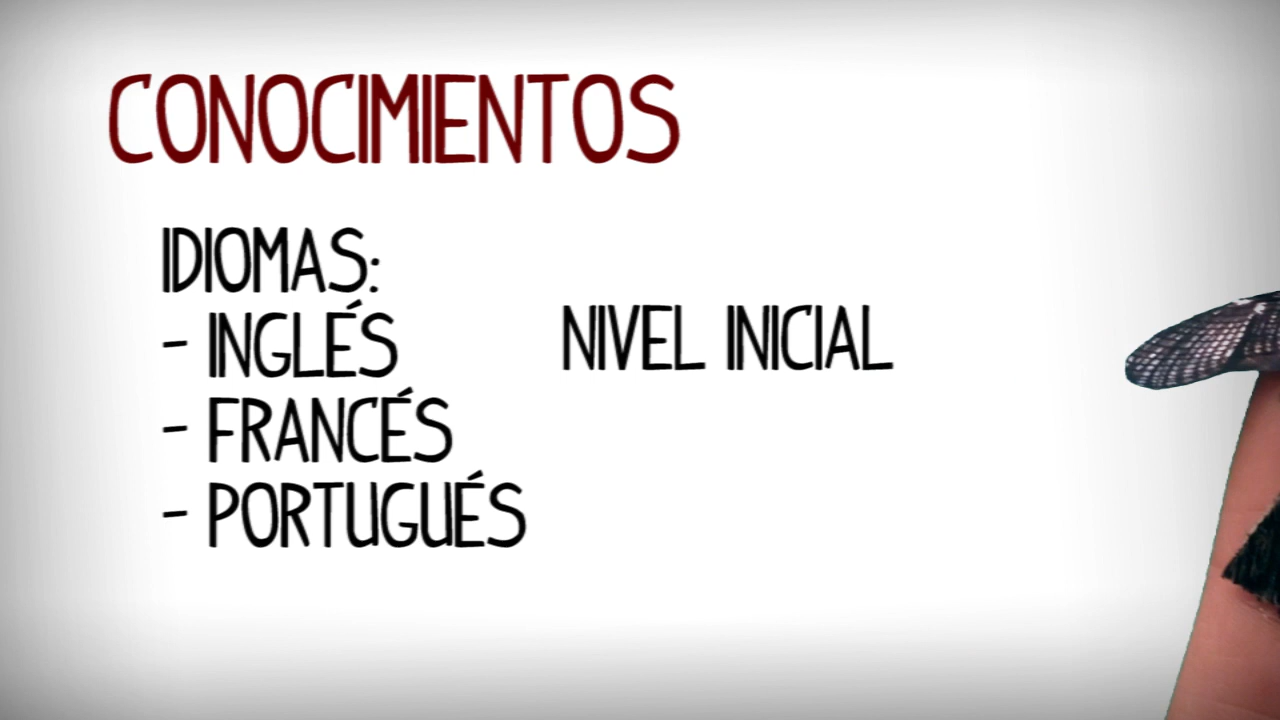 CONOCIMIENTOS
IDIOMAS:
- INGLÉS NIVEL INICIAL
- FRANCÉS
- PORTUGUÉS